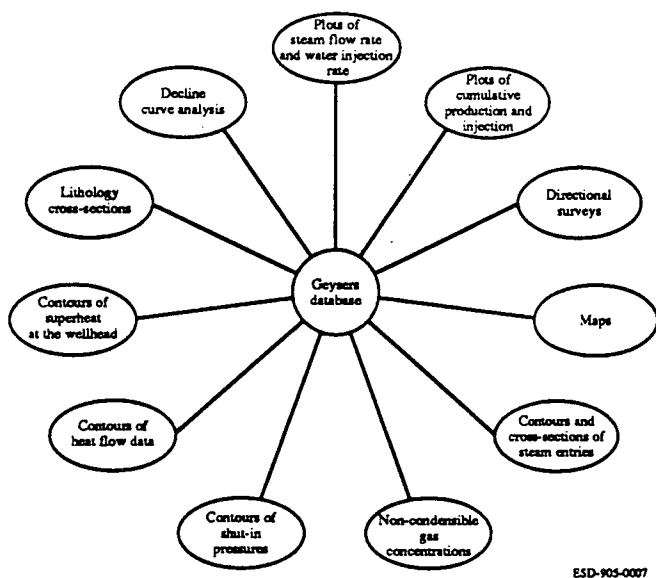 Plots of
steam flow rate
and water injection
rate
Plots of
cumulative
production and
injection
Decline
curve analysis
Lithology
cross-sections
Directional
surveys
Geysers
database
Contours of
superheat
at the wellhead
Maps
Contours of
heat flow data
Contours and
cross-sections of
steam entries
Contours of
shut-in
pressures
Non-condensible
gas
concentrations
ESD-905-0007